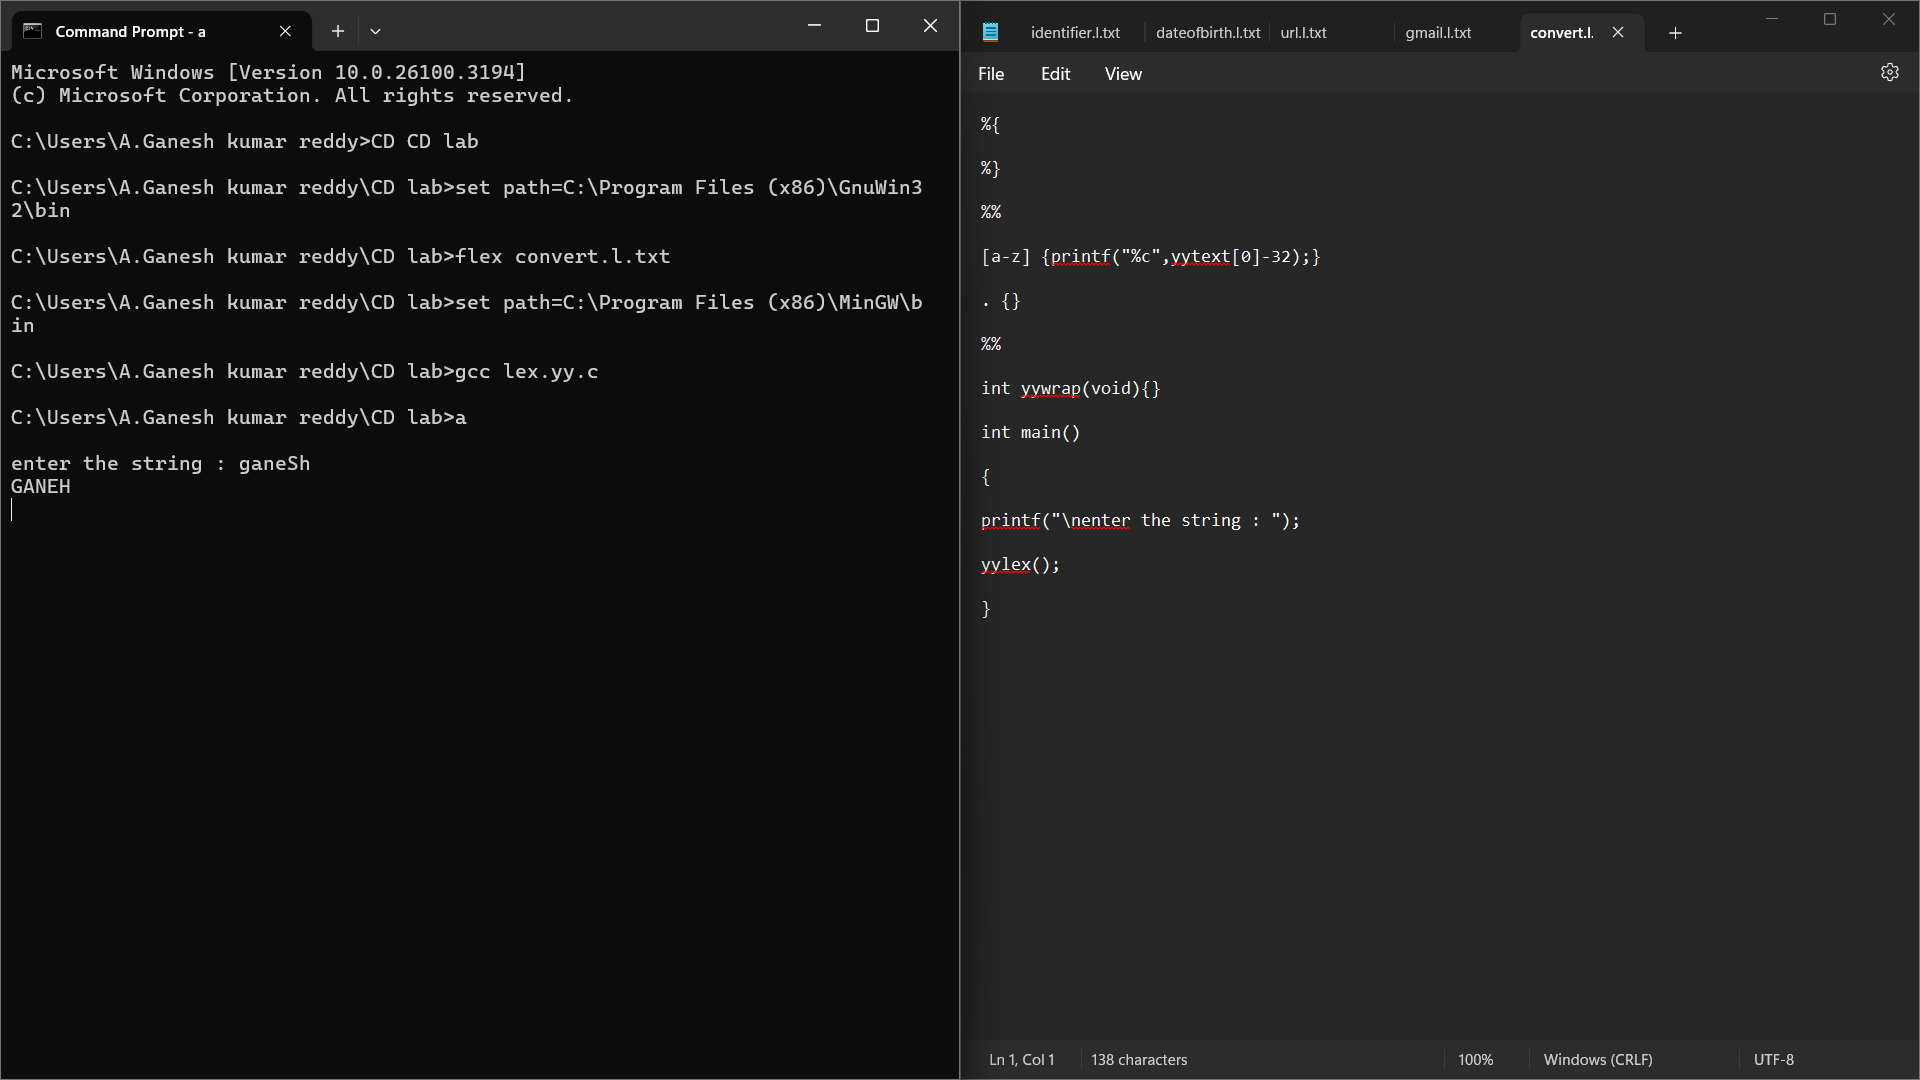 Command Prompt - a
Microsoft Windows [Version 10.0.26100.3194]
(c) Microsoft Corporation. All rights reserved.
C:\Users\A.Ganesh kumar reddy>CD CD lab
C:\Users\A.Ganesh kumar reddy\CD lab>set path=C:\Program Files (x86)\GnuWin3
2\bin
C:\Users\A.Ganesh kumar reddy\CD lab>flex convert.l.txt
C:\Users\A.Ganesh kumar reddy\CD lab>set path=C:\Program Files (x86)\MinGW\b
in
C:\Users\A.Ganesh kumar reddy\CD lab>gcc lex.yy.c
C:\Users\A.Ganesh kumar reddy\CD lab>a
enter the string : ganeSh
GANEH
identifier.l.txt dateofbirth.l.txt url.l.txt gmail.l.txt convert.l.
File Edit View
%{
%}
%%
[a-z] {printf("%c",yytext[0]-32);}
. {}
%%
int yywrap(void){}
int main()
{
printf("\nenter the string : ");
yylex();
}
Ln 1, Col 1 138 characters 100% Windows (CRLF) UTF-8